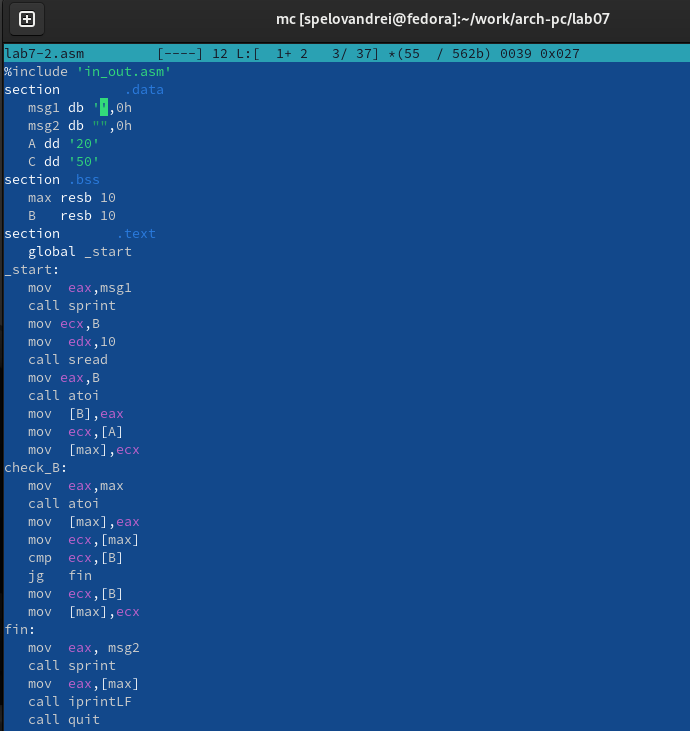 mc [spelovandrei@fedora]:~/work/arch-pc/lab07
lab7-2.asm         [----] 12 L:[  1+ 2   3/ 37] *(55  / 562b) 0039 0x027
%include 'in_out.asm'
section        .data
   msg1 db '',0h
   msg2 db "",0h
   A dd '20'
   C dd '50'
section .bss
   max resb 10
   B   resb 10
section       .text
   global _start
_start:
   mov  eax,msg1
   call sprint
   mov ecx,B
   mov  edx,10
   call sread
   mov eax,B
   call atoi
   mov  [B],eax
   mov  ecx,[A]
   mov  [max],ecx
check_B:
   mov  eax,max
   call atoi
   mov  [max],eax
   mov  ecx,[max]
   cmp  ecx,[B]
   jg   fin
   mov  ecx,[B]
   mov  [max],ecx
fin:
   mov  eax, msg2
   call sprint
   mov  eax,[max]
   call iprintLF
   call quit